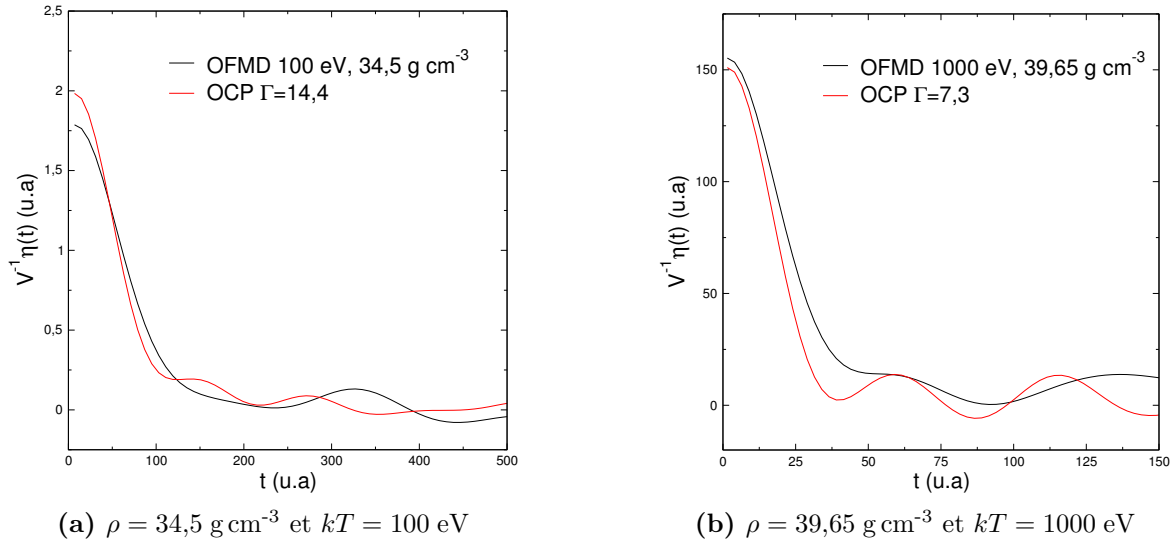 2,5
2
1,5
1
0,5
0
V⁻¹η(t) (u.a)
OFMD 100 eV, 34,5 g cm⁻³
OCP Γ=14,4
0 100 200 300 400 500
t (u.a)
(a) ρ = 34,5 g cm⁻³ et kT = 100 eV
150
100
50
0
V⁻¹η(t) (u.a)
OFMD 1000 eV, 39,65 g cm⁻³
OCP Γ=7,3
0 25 50 75 100 125 150
t (u.a)
(b) ρ = 39,65 g cm⁻³ et kT = 1000 eV